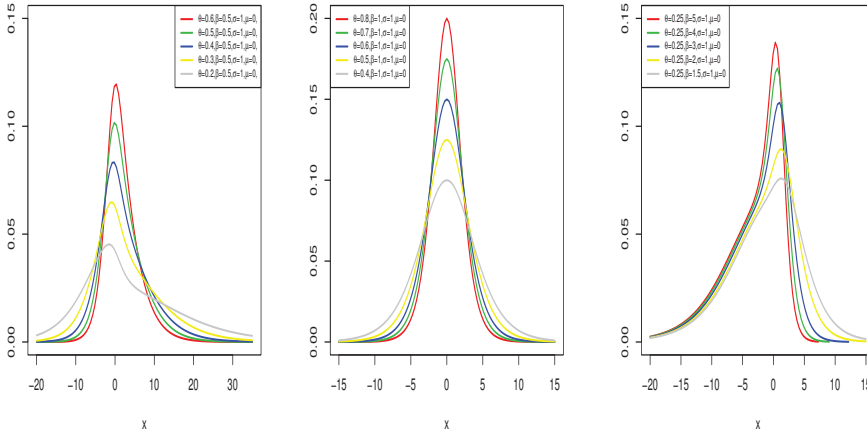 θ=0.6,β=0.5,σ=1,μ=0,
θ=0.5,β=0.5,σ=1,μ=0,
θ=0.4,β=0.5,σ=1,μ=0,
θ=0.3,β=0.5,σ=1,μ=0,
θ=0.2,β=0.5,σ=1,μ=0,
0.15
0.10
0.05
0.00
−20 −10 0 10 20 30
X
θ=0.8,β=1,σ=1,μ=0
θ=0.7,β=1,σ=1,μ=0
θ=0.6,β=1,σ=1,μ=0
θ=0.5,β=1,σ=1,μ=0
θ=0.4,β=1,σ=1,μ=0
0.20
0.15
0.10
0.05
0.00
−15 −10 −5 0 5 10 15
X
θ=0.25,β=5,σ=1,μ=0
θ=0.25,β=4,σ=1,μ=0
θ=0.25,β=3,σ=1,μ=0
θ=0.25,β=2,σ=1,μ=0
θ=0.25,β=1.5,σ=1,μ=0
0.15
0.10
0.05
0.00
−20 −15 −10 −5 0 5 10 15
X